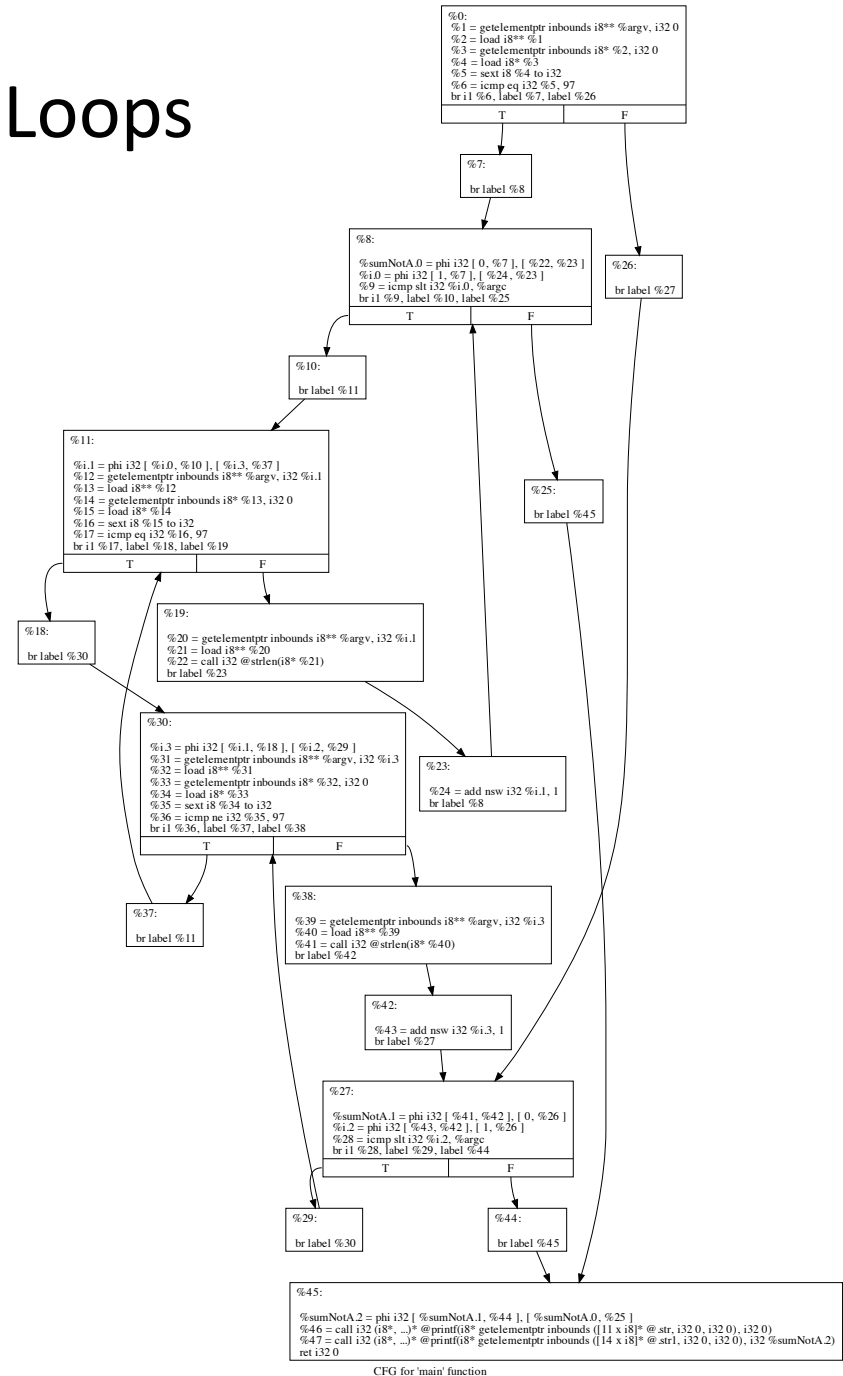 Loops
%0:
%1 = getelementptr inbounds i8** %argv, i32 0
%2 = load i8** %1
%3 = getelementptr inbounds i8* %2, i32 0
%4 = load i8* %3
%5 = sext i8 %4 to i32
%6 = icmp eq i32 %5, 97
br i1 %6, label %7, label %26
T F
%7:
br label %8
%8:
%sumNotA.0 = phi i32 [ 0, %7 ], [ %22, %23 ]
%i.0 = phi i32 [ 1, %7 ], [ %24, %23 ]
%9 = icmp slt i32 %i.0, %argc
br i1 %9, label %10, label %25
T F
%26:
br label %27
%10:
br label %11
%11:
%i.1 = phi i32 [ %i.0, %10 ], [ %i.3, %37 ]
%12 = getelementptr inbounds i8** %argv, i32 %i.1
%13 = load i8** %12
%14 = getelementptr inbounds i8* %13, i32 0
%15 = load i8* %14
%16 = sext i8 %15 to i32
%17 = icmp eq i32 %16, 97
br i1 %17, label %18, label %19
T F
%25:
br label %45
%18:
br label %30
%19:
%20 = getelementptr inbounds i8** %argv, i32 %i.1
%21 = load i8** %20
%22 = call i32 @strlen(i8* %21)
br label %23
%30:
%i.3 = phi i32 [ %i.1, %18 ], [ %i.2, %29 ]
%31 = getelementptr inbounds i8** %argv, i32 %i.3
%32 = load i8** %31
%33 = getelementptr inbounds i8* %32, i32 0
%34 = load i8* %33
%35 = sext i8 %34 to i32
%36 = icmp ne i32 %35, 97
br i1 %36, label %37, label %38
T F
%23:
%24 = add nsw i32 %i.1, 1
br label %8
%37:
br label %11
%38:
%39 = getelementptr inbounds i8** %argv, i32 %i.3
%40 = load i8** %39
%41 = call i32 @strlen(i8* %40)
br label %42
%42:
%43 = add nsw i32 %i.3, 1
br label %27
%27:
%sumNotA.1 = phi i32 [ %41, %42 ], [ 0, %26 ]
%i.2 = phi i32 [ %43, %42 ], [ 1, %26 ]
%28 = icmp slt i32 %i.2, %argc
br i1 %28, label %29, label %44
T F
%29:
br label %30
%44:
br label %45
%45:
%sumNotA.2 = phi i32 [ %sumNotA.1, %44 ], [ %sumNotA.0, %25 ]
%46 = call i32 (i8*, ...)* @printf(i8* getelementptr inbounds ([11 x i8]* @.str, i32 0, i32 0), i32 0)
%47 = call i32 (i8*, ...)* @printf(i8* getelementptr inbounds ([14 x i8]* @.str1, i32 0, i32 0), i32 %sumNotA.2)
ret i32 0
CFG for 'main' function